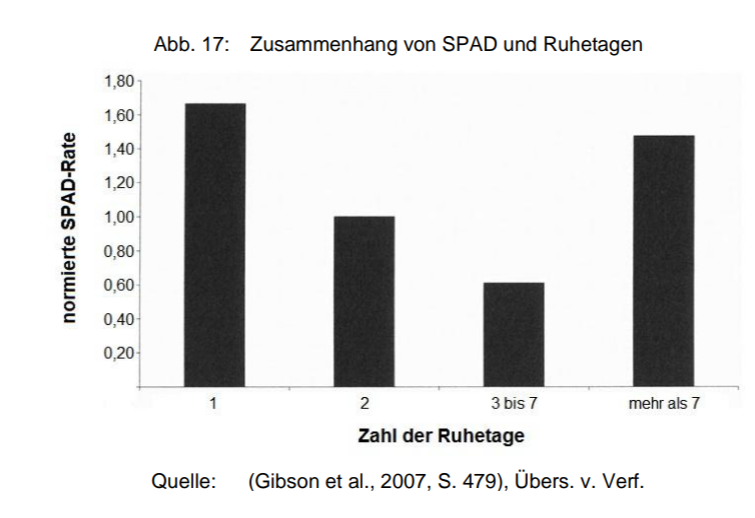 Abb. 17: Zusammenhang von SPAD und Ruhetagen
1,80
1,60
1,40
1,20
1,00
0,80
0,60
0,40
0,20
normierte SPAD-Rate
1 2 3 bis 7 mehr als 7
Zahl der Ruhetage
Quelle: (Gibson et al., 2007, S. 479), Übers. v. Verf.